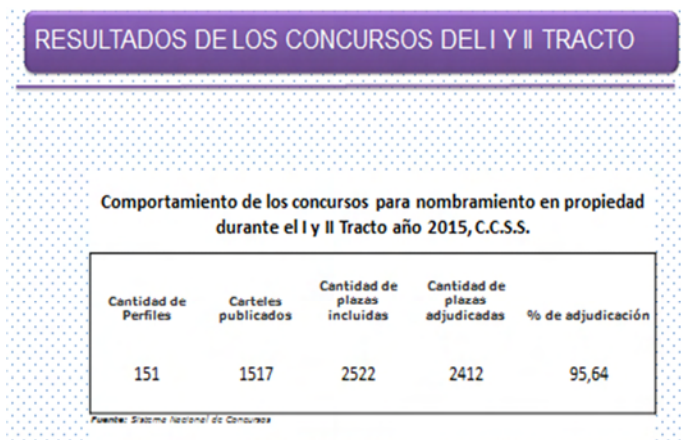 RESULTADOS DE LOS CONCURSOS DEL I Y II TRACTO
Comportamiento de los concursos para nombramiento en propiedad
durante el I y II Tracto año 2015, C.C.S.S.
Cantidad de Perfiles
Carteles publicados
Cantidad de plazas incluidas
Cantidad de plazas adjudicadas
% de adjudicación
151 1517 2522 2412 95,64
Fuente: Sistema Nacional de Concursos